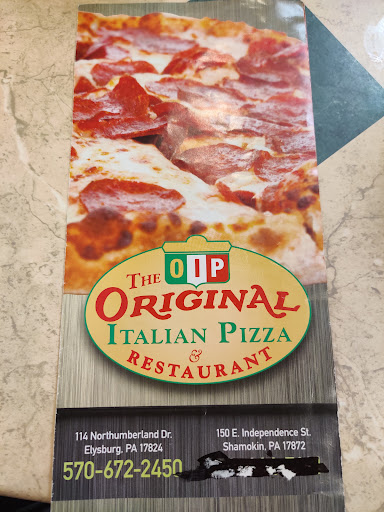 OIP
THE
ORIGINAL
ITALIAN PIZZA
&
RESTAURANT
114 Northumberland Dr.
Elysburg, PA 17824
570-672-2450
150 E. Independence St.
Shamokin, PA 17872